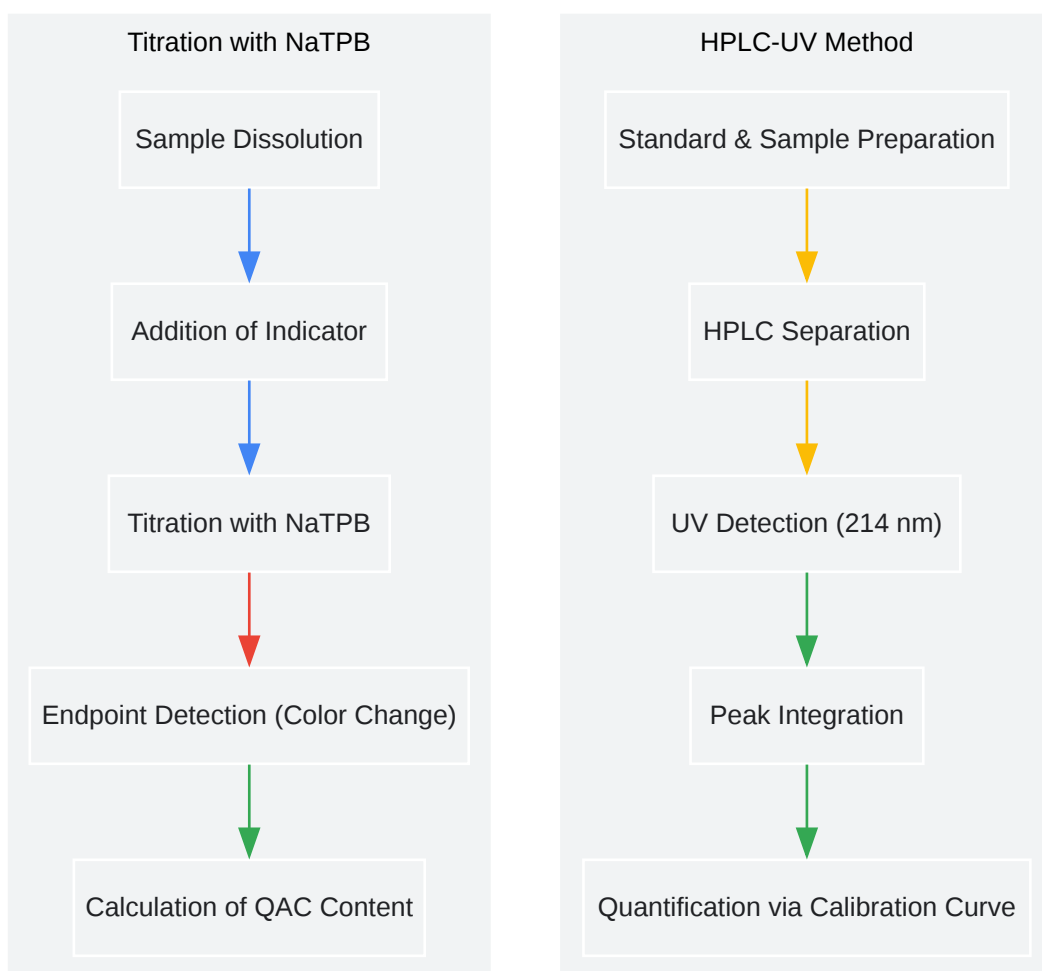 Titration with NaTPB
Sample Dissolution
Addition of Indicator
Titration with NaTPB
Endpoint Detection (Color Change)
Calculation of QAC Content
HPLC-UV Method
Standard & Sample Preparation
HPLC Separation
UV Detection (214 nm)
Peak Integration
Quantification via Calibration Curve